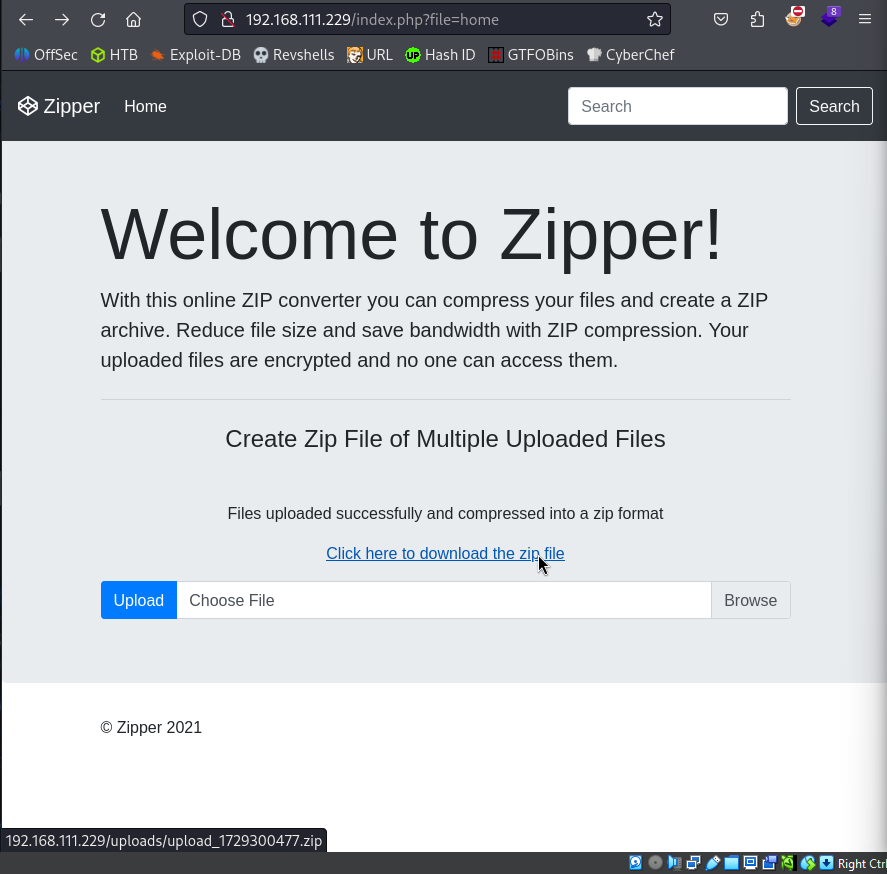 192.168.111.229/index.php?file=home
8
OffSec HTB Exploit-DB Revshells URL UP Hash ID GTFOBins CyberChef
Zipper Home Search Search
Welcome to Zipper!
With this online ZIP converter you can compress your files and create a ZIP
archive. Reduce file size and save bandwidth with ZIP compression. Your
uploaded files are encrypted and no one can access them.
Create Zip File of Multiple Uploaded Files
Files uploaded successfully and compressed into a zip format
Click here to download the zip file
Upload Choose File Browse
© Zipper 2021
192.168.111.229/uploads/upload_1729300477.zip
Right Ctrl